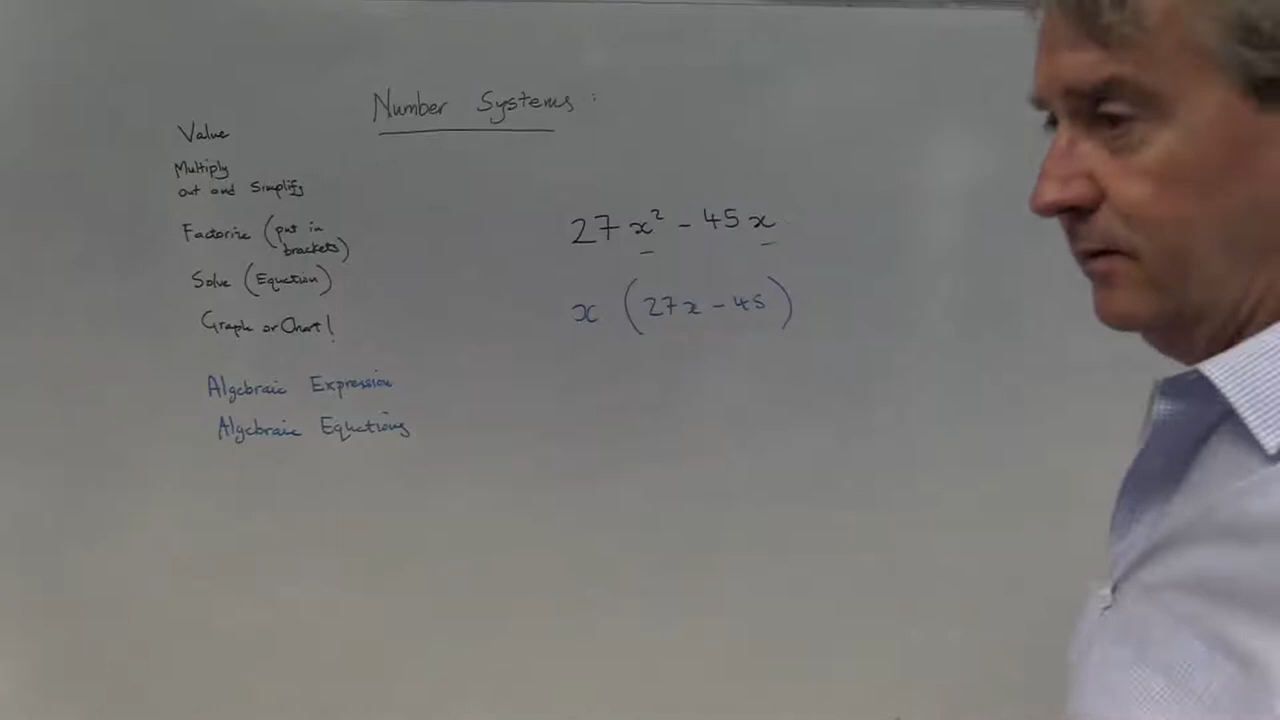 Number Systems:
Value
Multiply
out and Simplify
Factorize (put in
brackets)
Solve (Equation)
Graph or Chart!
Algebraic Expression
Algebraic Equations
27x² - 45x
x (27x - 45)